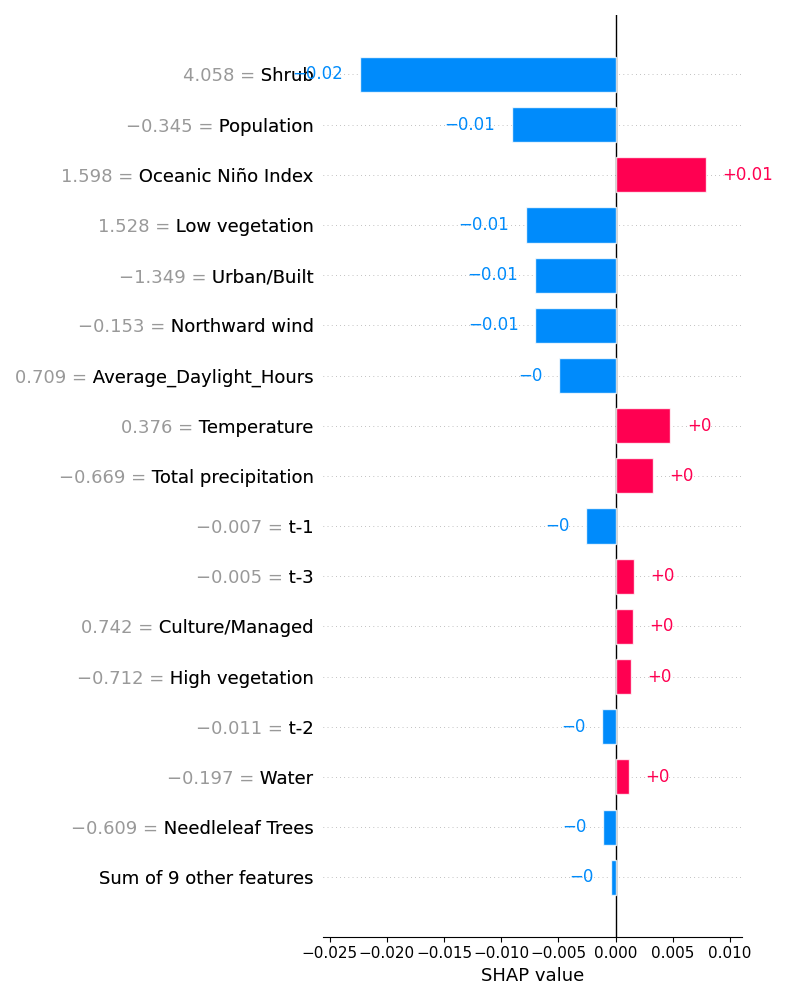 4.058 = Shrub −0.02
−0.345 = Population −0.01
1.598 = Oceanic Niño Index +0.01
1.528 = Low vegetation −0.01
−1.349 = Urban/Built −0.01
−0.153 = Northward wind −0.01
0.709 = Average_Daylight_Hours −0
0.376 = Temperature +0
−0.669 = Total precipitation +0
−0.007 = t-1 −0
−0.005 = t-3 +0
0.742 = Culture/Managed +0
−0.712 = High vegetation +0
−0.011 = t-2 −0
−0.197 = Water +0
−0.609 = Needleleaf Trees −0
Sum of 9 other features −0
−0.025 −0.020 −0.015 −0.010 −0.005 0.000 0.005 0.010
SHAP value